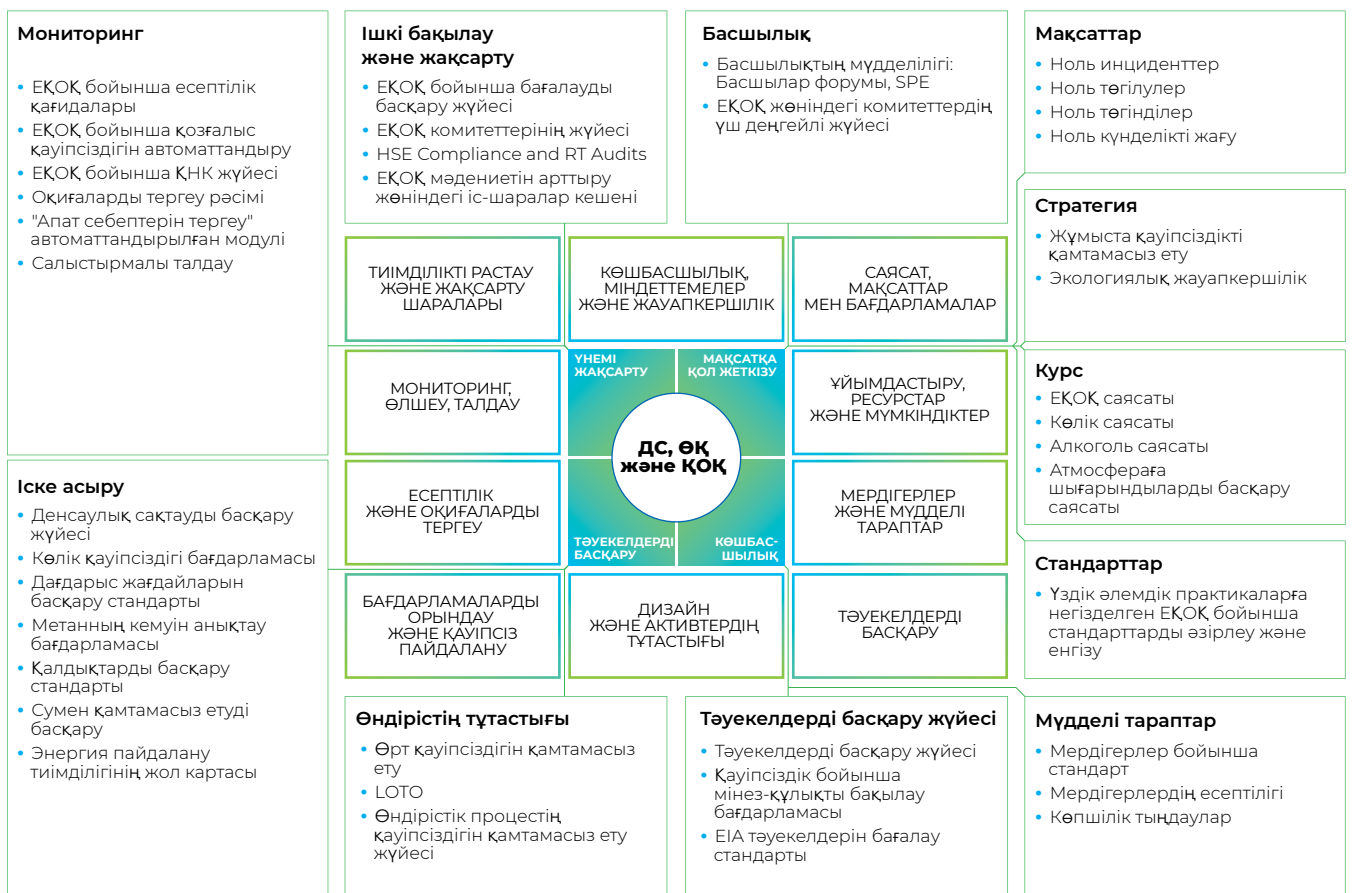 Мониторинг
• ЕҚОҚ бойынша есептілік
қағидалары
• ЕҚОҚ бойынша қозғалыс
қауіпсіздігін автоматтандыру
• ЕҚОҚ бойынша ҚНК жүйесі
• Оқиғаларды тергеу рәсімі
• "Апат себептерін тергеу"
автоматтандырылған модулі
• Салыстырмалы талдау
Ішкі бақылау
және жақсарту
• ЕҚОҚ бойынша бағалауды
басқару жүйесі
• ЕҚОҚ комитеттерінің жүйесі
• HSE Compliance and RT Audits
• ЕҚОҚ мәдениетін арттыру
жөніндегі іс-шаралар кешені
Басшылық
• Басшылықтың мүдделілігі:
Басшылар форумы, SPE
• ЕҚОҚ жөніндегі комитеттердің
үш деңгейлі жүйесі
Мақсаттар
• Ноль инциденттер
• Ноль төгілулер
• Ноль төгінділер
• Ноль күнделікті жағу
Стратегия
• Жұмыста қауіпсіздікті
қамтамасыз ету
• Экологиялық жауапкершілік
Курс
• ЕҚОҚ саясаты
• Көлік саясаты
• Алкоголь саясаты
• Атмосфераға
шығарындыларды басқару
саясаты
Стандарттар
• Үздік әлемдік практикаларға
негізделген ЕҚОҚ бойынша
стандарттарды әзірлеу және
енгізу
ТИІМДІЛІКТІ РАСТАУ
ЖӘНЕ ЖАҚСАРТУ
ШАРАЛАРЫ
КӨШБАСШЫЛЫҚ,
МІНДЕТТЕМЕЛЕР
ЖӘНЕ ЖАУАПКЕРШІЛІК
САЯСАТ,
МАҚСАТТАР
МЕН БАҒДАРЛАМАЛАР
МОНИТОРИНГ,
ӨЛШЕУ, ТАЛДАУ
ҮНЕМІ
ЖАҚСАРТУ
МАҚСАТҚА
ҚОЛ ЖЕТКІЗУ
ДС, ӨҚ
және ҚОҚ
ТӘУЕКЕЛДЕРДІ
БАСҚАРУ
КӨШБАС-
ШЫЛЫҚ
ҰЙЫМДАСТЫРУ,
РЕСУРСТАР
ЖӘНЕ МҮМКІНДІКТЕР
ЕСЕПТІЛІК
ЖӘНЕ ОҚИҒАЛАРДЫ
ТЕРГЕУ
МЕРДІГЕРЛЕР
ЖӘНЕ МҮДДЕЛІ
ТАРАПТАР
БАҒДАРЛАМАЛАРДЫ
ОРЫНДАУ
ЖӘНЕ ҚАУІПСІЗ
ПАЙДАЛАНУ
ДИЗАЙН
ЖӘНЕ АКТИВТЕРДІҢ
ТҰТАСТЫҒЫ
ТӘУЕКЕЛДЕРДІ
БАСҚАРУ
Іске асыру
• Денсаулық сақтауды басқару
жүйесі
• Көлік қауіпсіздігі бағдарламасы
• Дағдарыс жағдайларын
басқару стандарты
• Метанның кемуін анықтау
бағдарламасы
• Қалдықтарды басқару
стандарты
• Сумен қамтамасыз етуді
басқару
• Энергия пайдалану
тиімділігінің жол картасы
Өндірістің тұтастығы
• Өрт қауіпсіздігін қамтамасыз
ету
• LOTO
• Өндірістік процестің
қауіпсіздігін қамтамасыз ету
жүйесі
Тәуекелдерді басқару жүйесі
• Тәуекелдерді басқару жүйесі
• Қауіпсіздік бойынша
мінез-құлықты бақылау
бағдарламасы
• EIA тәуекелдерін бағалау
стандарты
Мүдделі тараптар
• Мердігерлер бойынша
стандарт
• Мердігерлердің есептілігі
• Көпшілік тыңдаулар